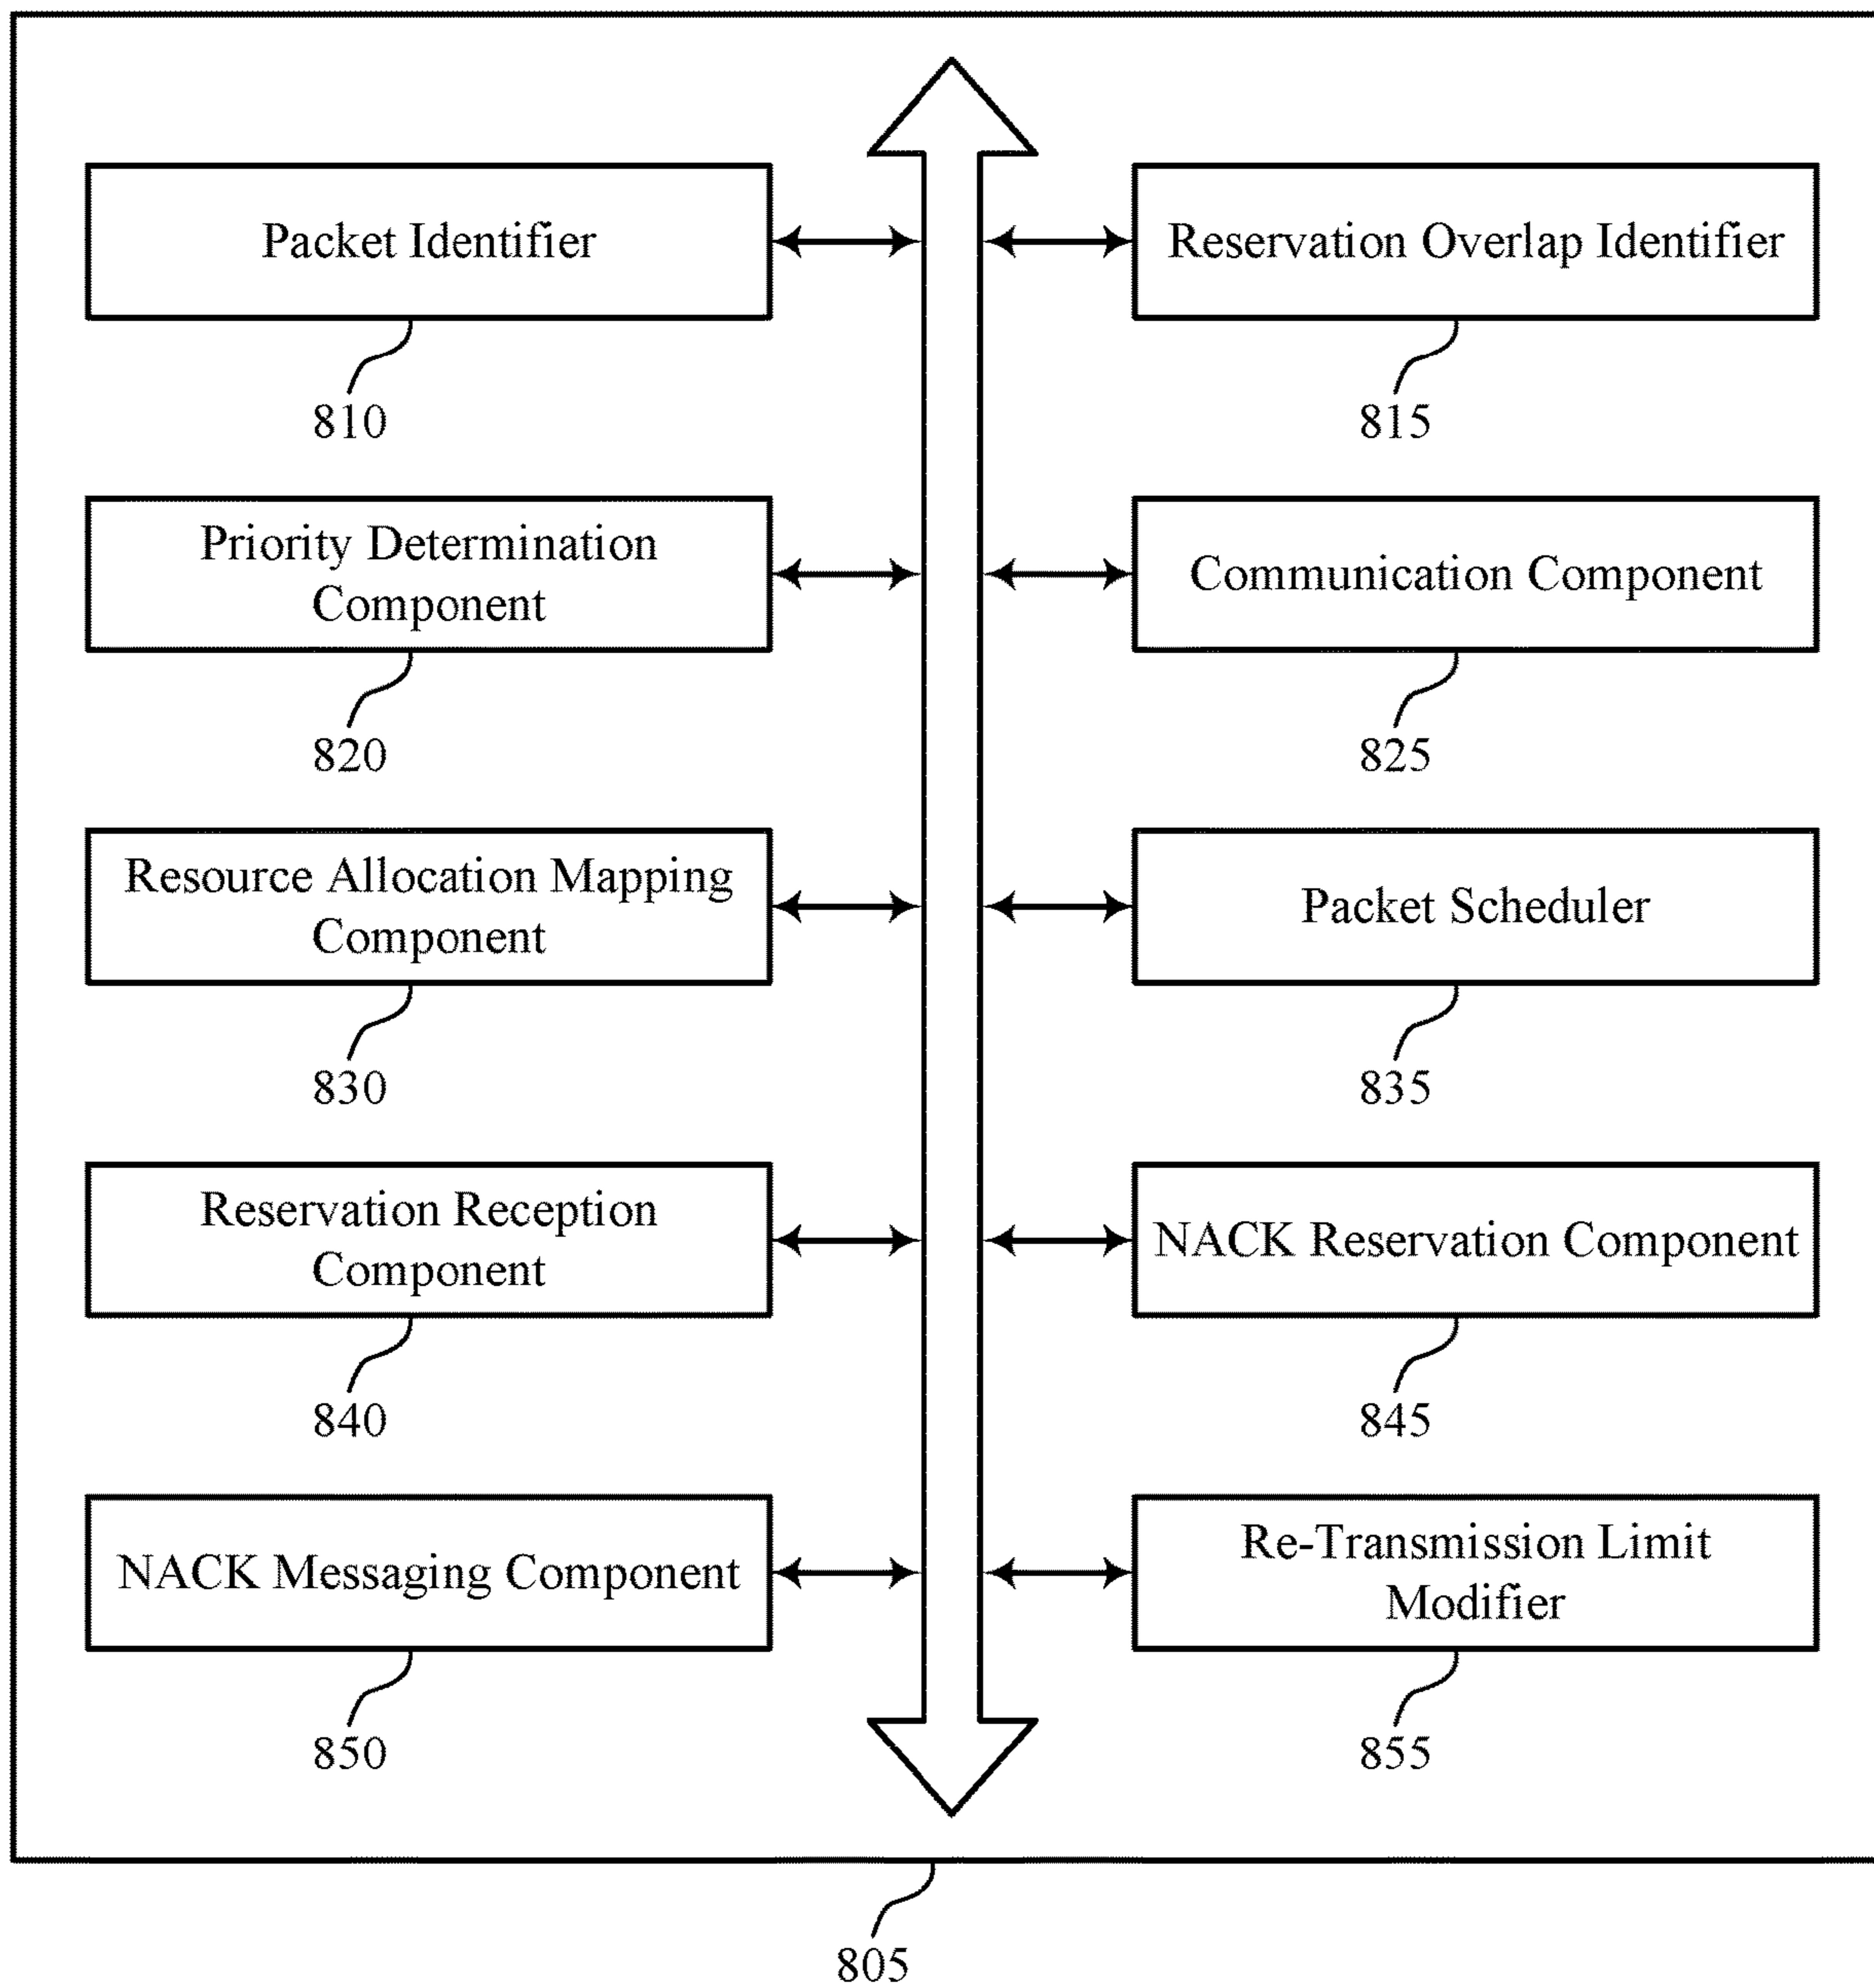 Packet Identifier
Reservation Overlap Identifier
810
815
Priority Determination
Component
Communication Component
820
825
Resource Allocation Mapping
Component
Packet Scheduler
830
835
Reservation Reception
Component
NACK Reservation Component
840
845
NACK Messaging Component
Re-Transmission Limit
Modifier
850
855
805